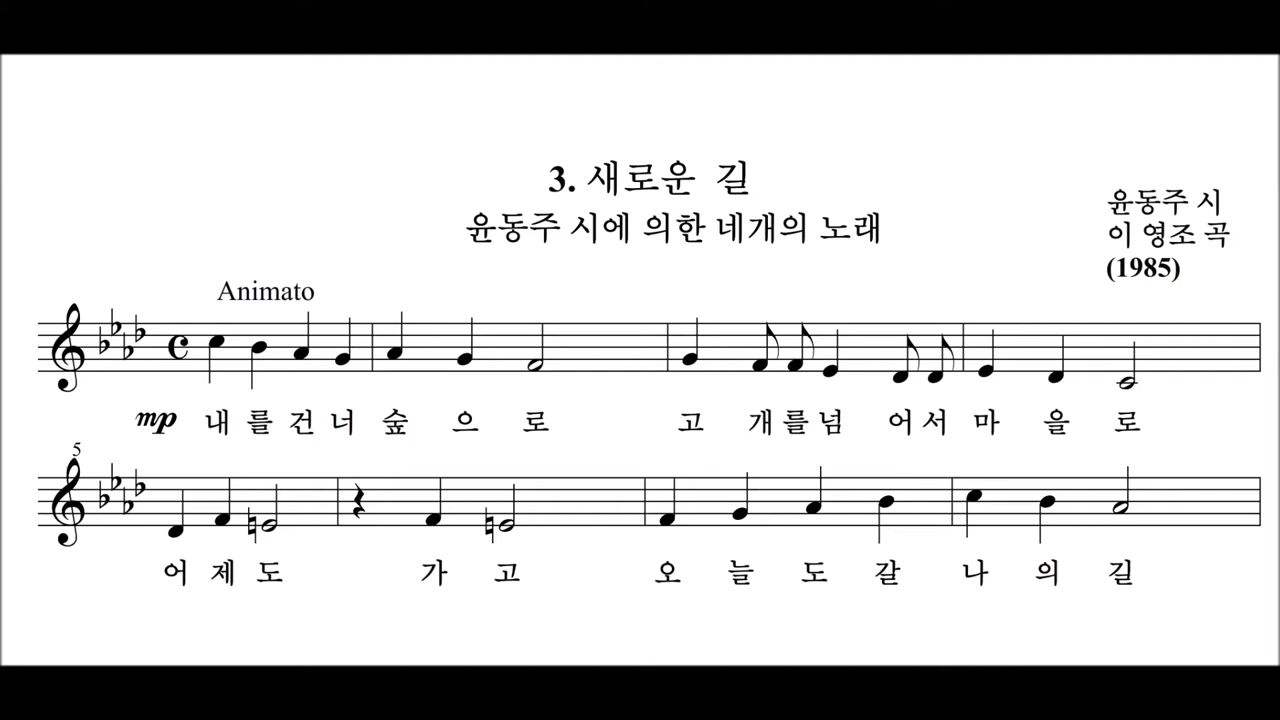 3. 새로운 길
윤동주 시에 의한 네개의 노래
윤동주 시
이 영조 곡
(1985)
Animato
mp 내 를 건 너 숲 으 로 고 개 를 넘 어 서 마 을 로
5
어 제 도 가 고 오 늘 도 갈 나 의 길